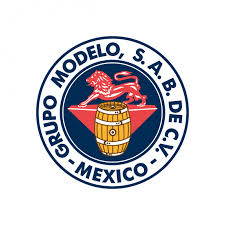 GRUPO MODELO, S.A.B. DE C.V.
- MEXICO -